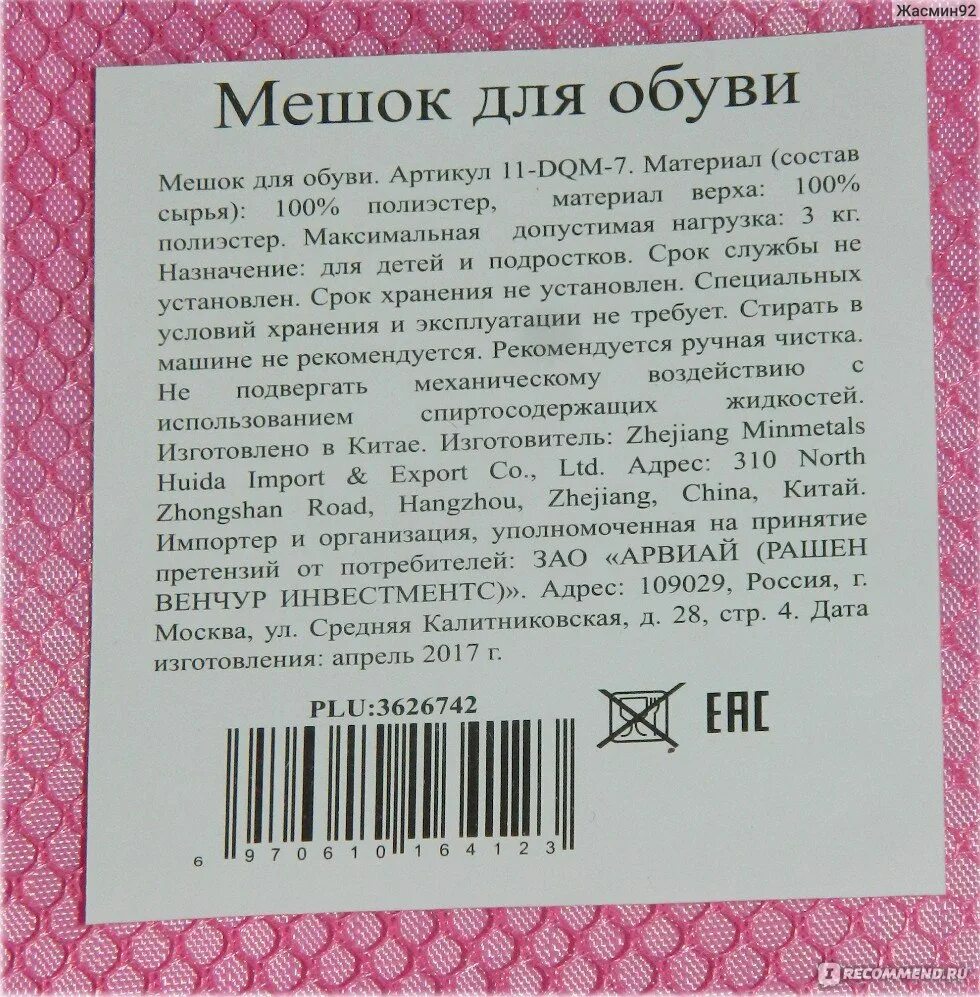 Жасмин92
Мешок для обуви
Мешок для обуви. Артикул 11-DQM-7. Материал (состав
сырья): 100% полиэстер, материал верха: 100%
полиэстер. Максимальная допустимая нагрузка: 3 кг.
Назначение: для детей и подростков. Срок службы не
установлен. Срок хранения не установлен. Специальных
условий хранения и эксплуатации не требует. Стирать в
машине не рекомендуется. Рекомендуется ручная чистка.
Не подвергать механическому воздействию с
использованием спиртосодержащих жидкостей.
Изготовлено в Китае. Изготовитель: Zhejiang Minmetals
Huida Import & Export Co., Ltd. Адрес: 310 North
Zhongshan Road, Hangzhou, Zhejiang, China, Китай.
Импортер и организация, уполномоченная на принятие
претензий от потребителей: ЗАО «АРВИАЙ (РАШЕН
ВЕНЧУР ИНВЕСТМЕНТС)». Адрес: 109029, Россия, г.
Москва, ул. Средняя Калитниковская, д. 28, стр. 4. Дата
изготовления: апрель 2017 г.
PLU:3626742
EAC
6 970610 164123
IRECOMMEND.RU